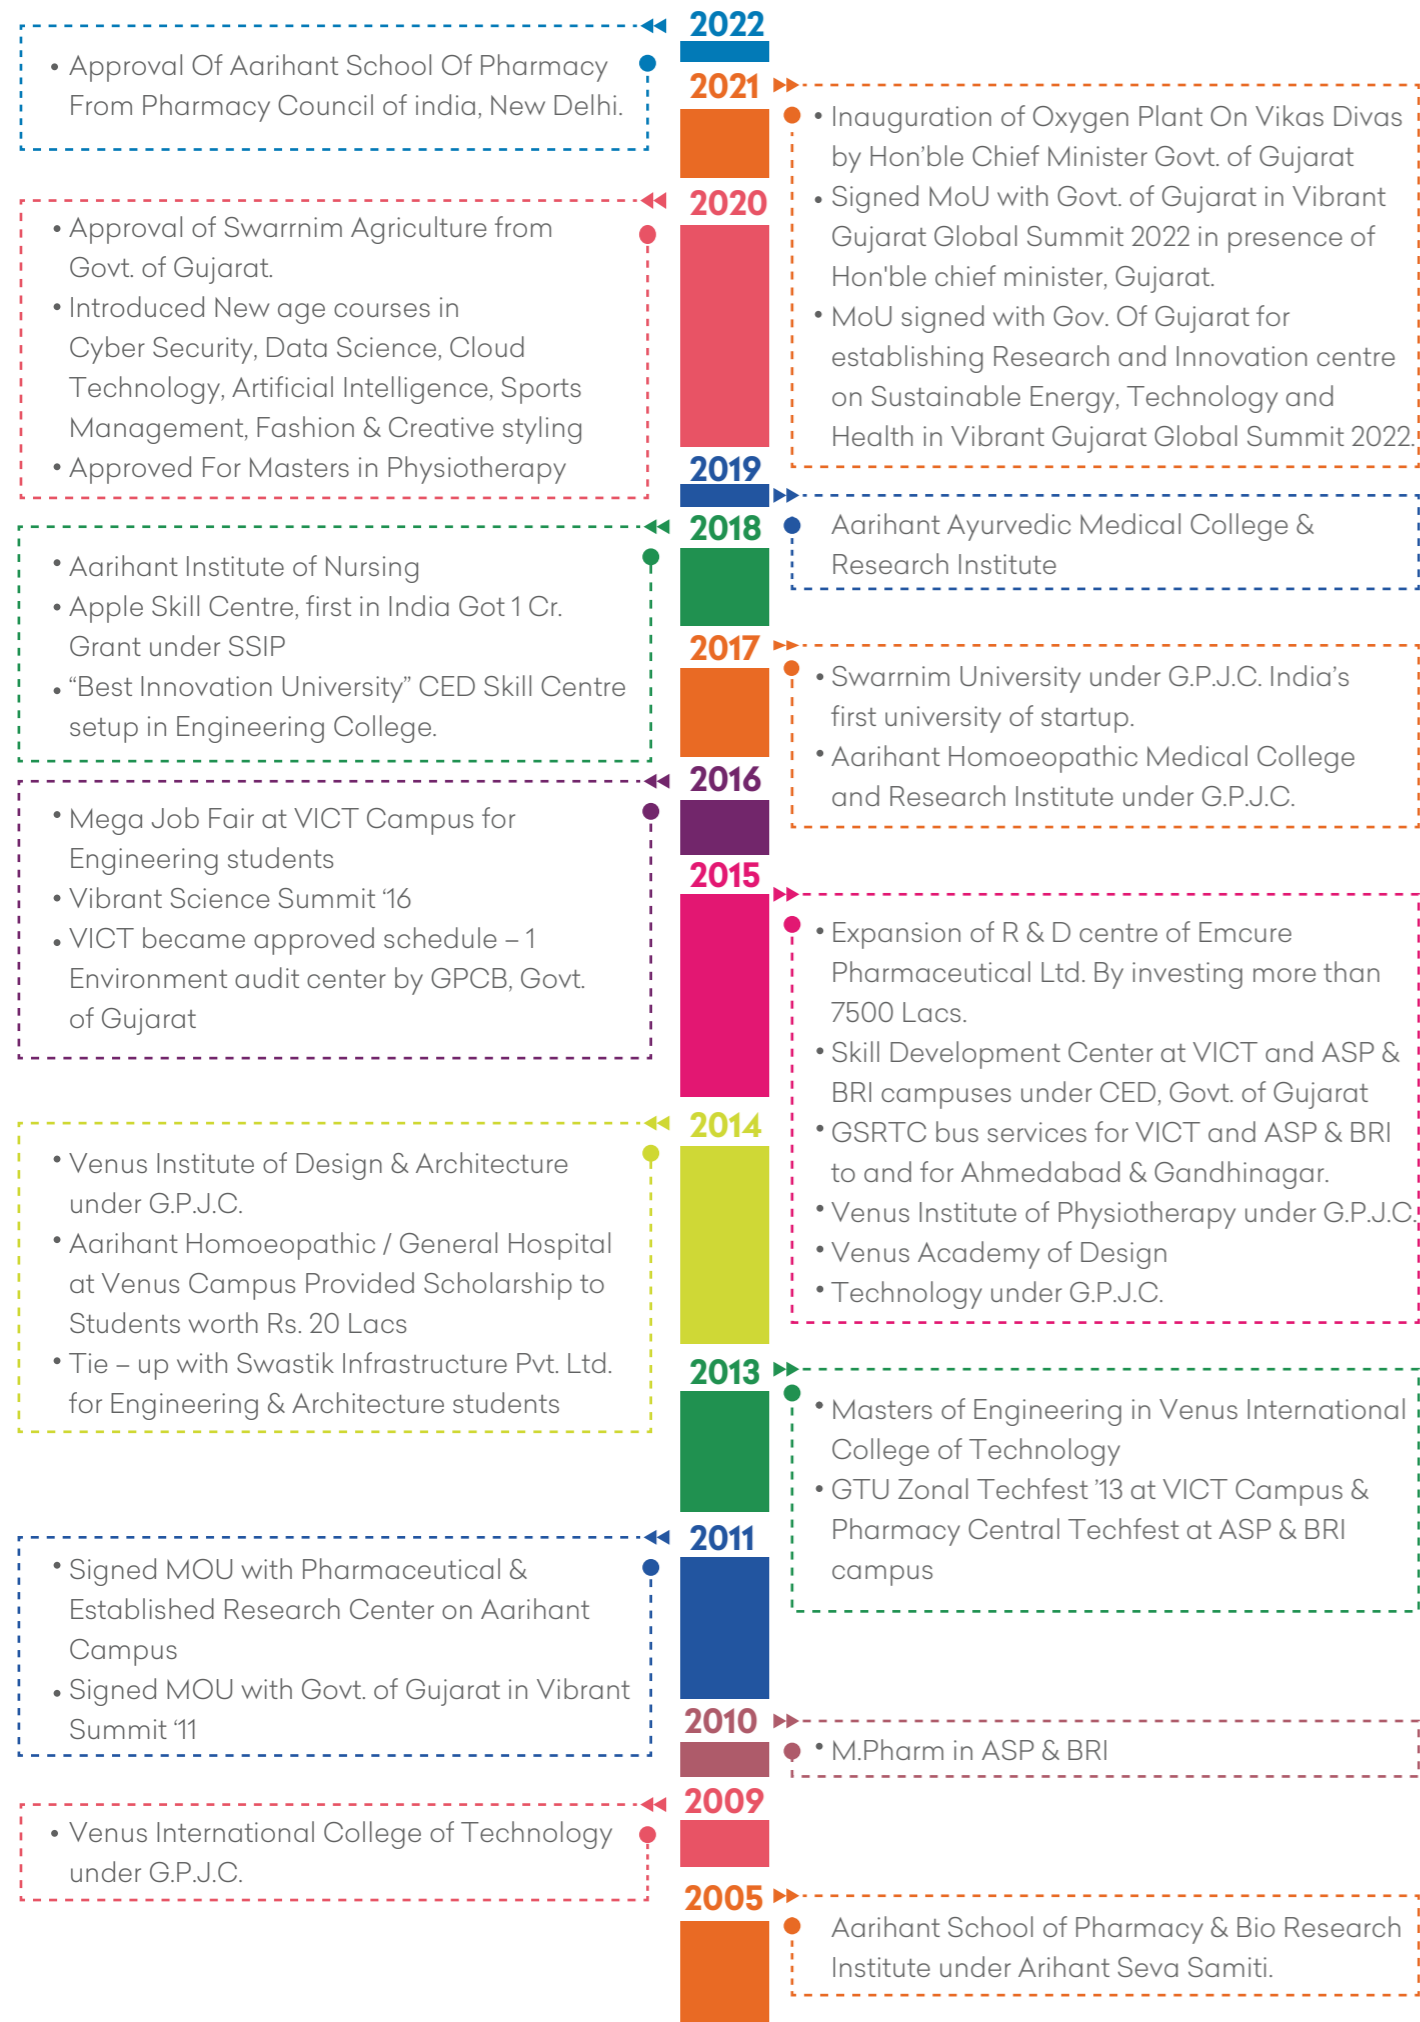 2022
• Approval Of Aarihant School Of Pharmacy
From Pharmacy Council of india, New Delhi.
2021
• Inauguration of Oxygen Plant On Vikas Divas
by Hon’ble Chief Minister Govt. of Gujarat
• Signed MoU with Govt. of Gujarat in Vibrant
Gujarat Global Summit 2022 in presence of
Hon'ble chief minister, Gujarat.
• MoU signed with Gov. Of Gujarat for
establishing Research and Innovation centre
on Sustainable Energy, Technology and
Health in Vibrant Gujarat Global Summit 2022.
2020
• Approval of Swarrnim Agriculture from
Govt. of Gujarat.
• Introduced New age courses in
Cyber Security, Data Science, Cloud
Technology, Artificial Intelligence, Sports
Management, Fashion & Creative styling
• Approved For Masters in Physiotherapy
2019
Aarihant Ayurvedic Medical College &
Research Institute
2018
• Aarihant Institute of Nursing
• Apple Skill Centre, first in India Got 1 Cr.
Grant under SSIP
• “Best Innovation University” CED Skill Centre
setup in Engineering College.
2017
• Swarrnim University under G.P.J.C. India’s
first university of startup.
• Aarihant Homoeopathic Medical College
and Research Institute under G.P.J.C.
2016
• Mega Job Fair at VICT Campus for
Engineering students
• Vibrant Science Summit ‘16
• VICT became approved schedule – 1
Environment audit center by GPCB, Govt.
of Gujarat
2015
• Expansion of R & D centre of Emcure
Pharmaceutical Ltd. By investing more than
7500 Lacs.
• Skill Development Center at VICT and ASP &
BRI campuses under CED, Govt. of Gujarat
• GSRTC bus services for VICT and ASP & BRI
to and for Ahmedabad & Gandhinagar.
• Venus Institute of Physiotherapy under G.P.J.C.
• Venus Academy of Design
• Technology under G.P.J.C.
2014
• Venus Institute of Design & Architecture
under G.P.J.C.
• Aarihant Homoeopathic / General Hospital
at Venus Campus Provided Scholarship to
Students worth Rs. 20 Lacs
• Tie – up with Swastik Infrastructure Pvt. Ltd.
for Engineering & Architecture students
2013
• Masters of Engineering in Venus International
College of Technology
• GTU Zonal Techfest ’13 at VICT Campus &
Pharmacy Central Techfest at ASP & BRI
campus
2011
• Signed MOU with Pharmaceutical &
Established Research Center on Aarihant
Campus
• Signed MOU with Govt. of Gujarat in Vibrant
Summit ‘11
2010
• M.Pharm in ASP & BRI
2009
• Venus International College of Technology
under G.P.J.C.
2005
Aarihant School of Pharmacy & Bio Research
Institute under Arihant Seva Samiti.